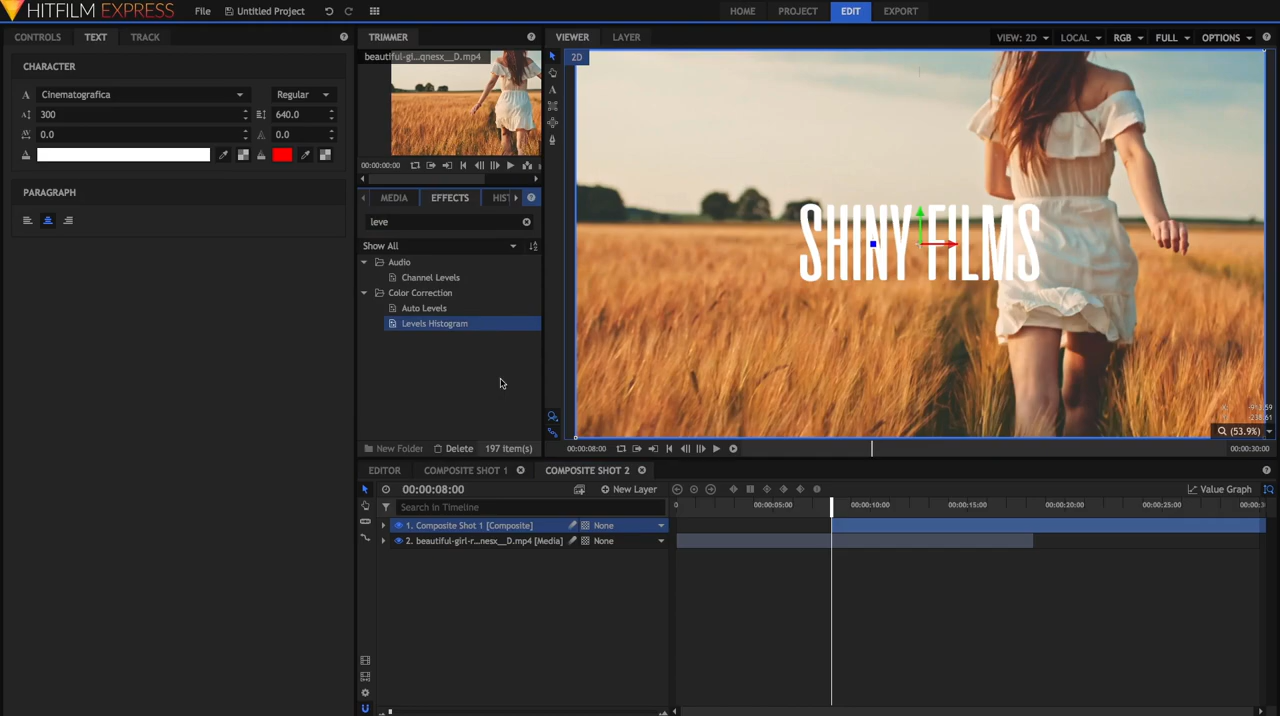 HITFILM EXPRESS File Untitled Project HOME PROJECT EDIT EXPORT
CONTROLS TEXT TRACK
CHARACTER
Cinematografica Regular
300 640.0
0.0 0.0
PARAGRAPH
TRIMMER
beautiful-gi...qnesx__D.mp4
00:00:00:00
MEDIA EFFECTS HIST
leve
Show All
Audio
Channel Levels
Color Correction
Auto Levels
Levels Histogram
New Folder Delete 197 item(s)
VIEWER LAYER VIEW: 2D LOCAL RGB FULL OPTIONS
2D
SHINY FILMS
(53.9%)
00:00:08:00 00:00:30:00
EDITOR COMPOSITE SHOT 1 COMPOSITE SHOT 2
00:00:08:00 New Layer Value Graph
Search in Timeline 00:00:05:00 00:00:10:00 00:00:15:00 00:00:20:00 00:00:25:00
1. Composite Shot 1 [Composite] None
2. beautiful-girl-r...nesx__D.mp4 [Media] None